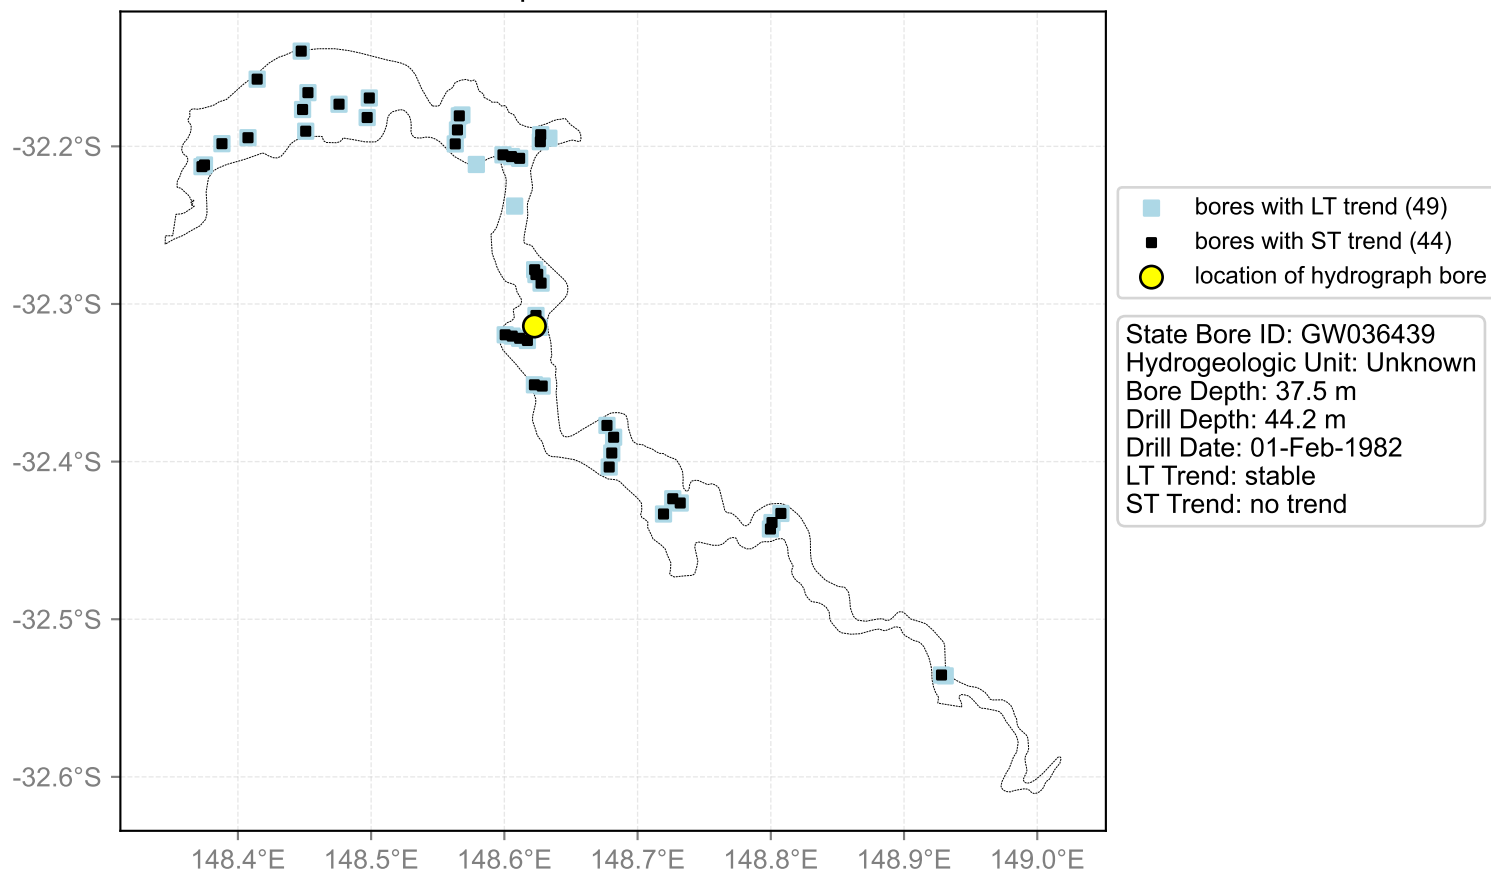 -32.2°S
-32.3°S
-32.4°S
-32.5°S
-32.6°S
148.4°E 148.5°E 148.6°E 148.7°E 148.8°E 148.9°E 149.0°E
bores with LT trend (49)
bores with ST trend (44)
location of hydrograph bore
State Bore ID: GW036439
Hydrogeologic Unit: Unknown
Bore Depth: 37.5 m
Drill Depth: 44.2 m
Drill Date: 01-Feb-1982
LT Trend: stable
ST Trend: no trend